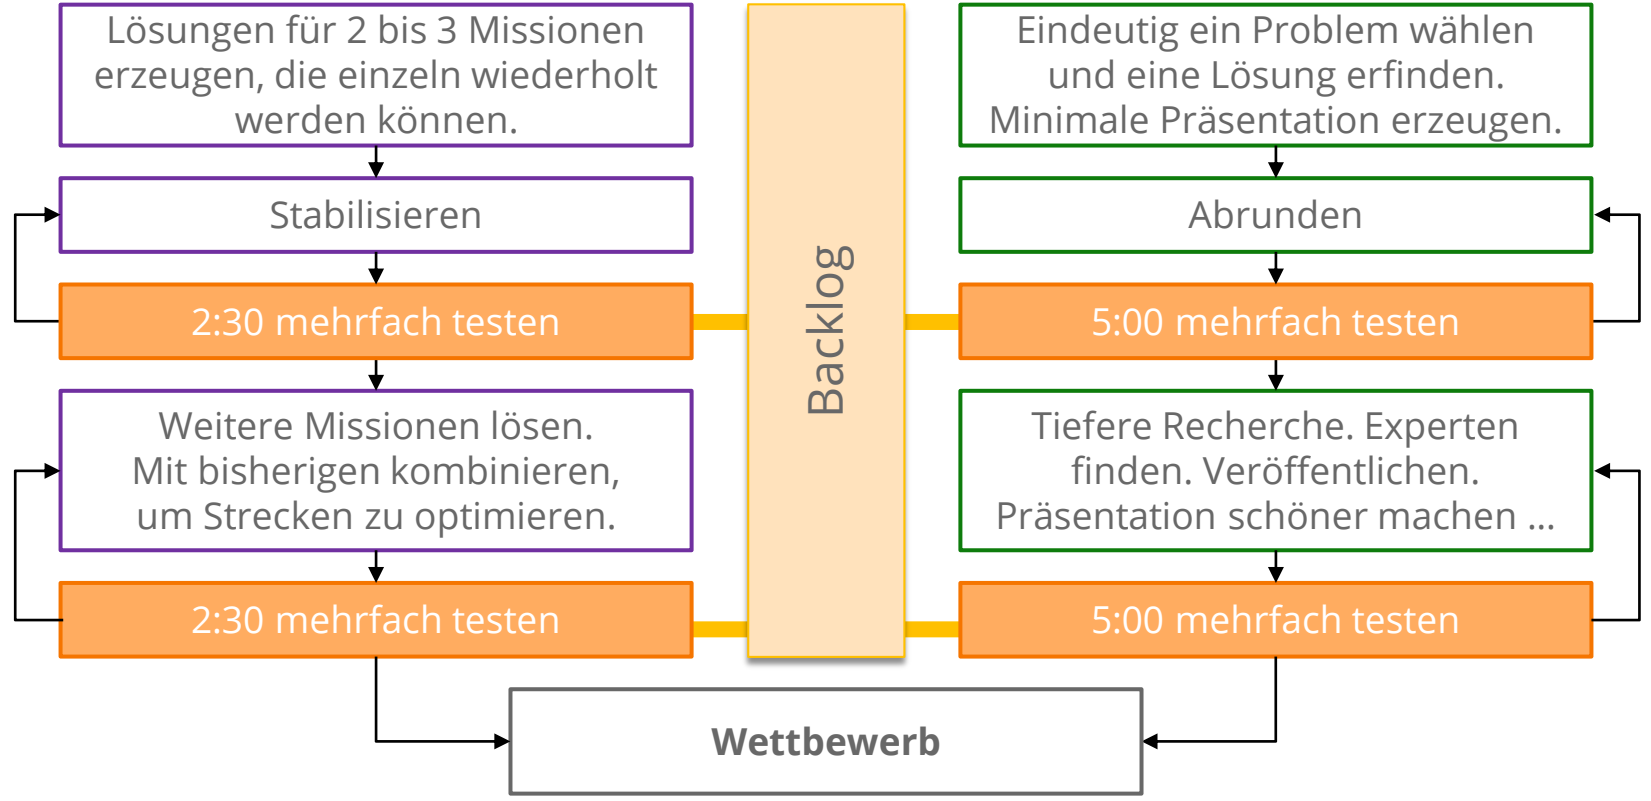 Lösungen für 2 bis 3 Missionen
erzeugen, die einzeln wiederholt
werden können.
Stabilisieren
2:30 mehrfach testen
Weitere Missionen lösen.
Mit bisherigen kombinieren,
um Strecken zu optimieren.
2:30 mehrfach testen
Backlog
Eindeutig ein Problem wählen
und eine Lösung erfinden.
Minimale Präsentation erzeugen.
Abrunden
5:00 mehrfach testen
Tiefere Recherche. Experten
finden. Veröffentlichen.
Präsentation schöner machen ...
5:00 mehrfach testen
Wettbewerb